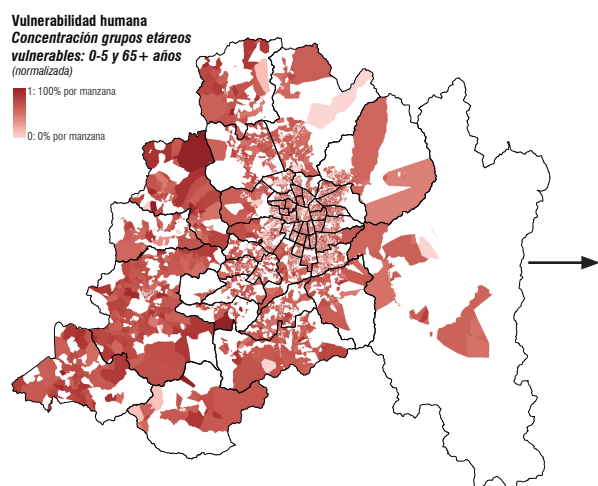 Vulnerabilidad humana
Concentración grupos etáreos
vulnerables: 0-5 y 65+ años
(normalizada)
1: 100% por manzana
0: 0% por manzana